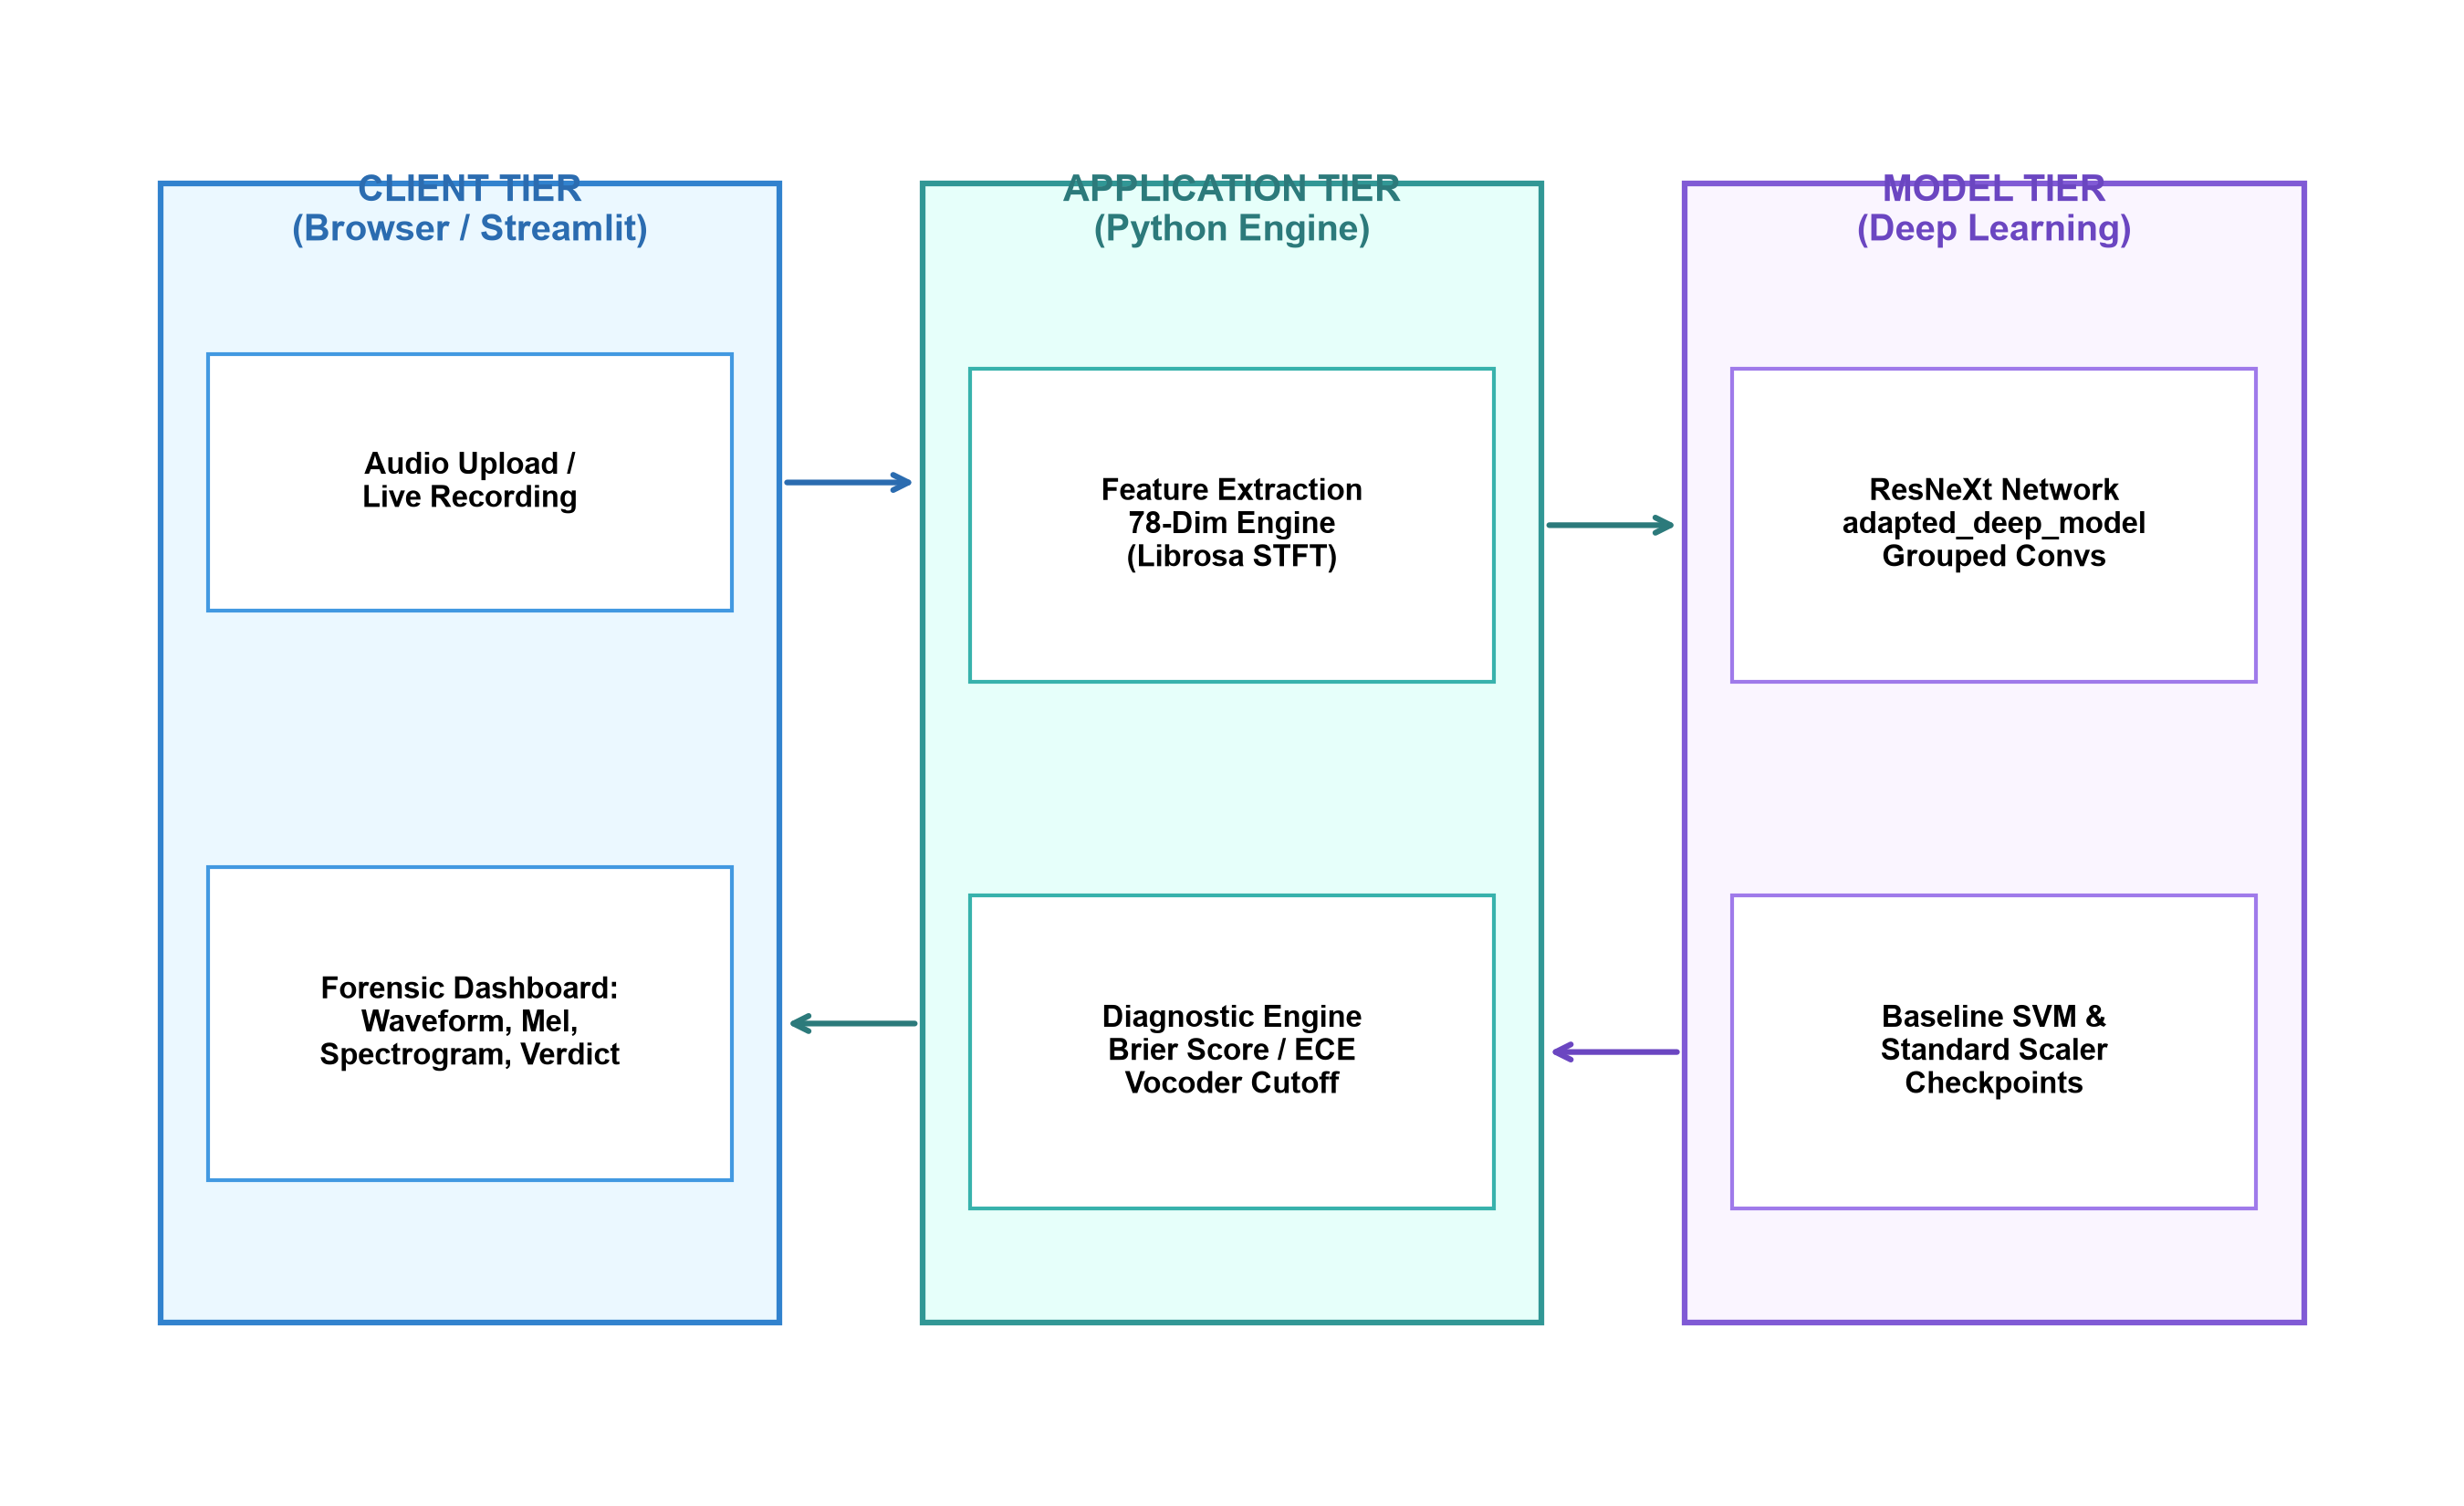 CLIENT TIER
(Browser / Streamlit)
Audio Upload /
Live Recording
Forensic Dashboard:
Waveform, Mel,
Spectrogram, Verdict
APPLICATION TIER
(Python Engine)
Feature Extraction
78-Dim Engine
(Librosa STFT)
Diagnostic Engine
Brier Score / ECE
Vocoder Cutoff
MODEL TIER
(Deep Learning)
ResNeXt Network
adapted_deep_model
Grouped Convs
Baseline SVM &
Standard Scaler
Checkpoints